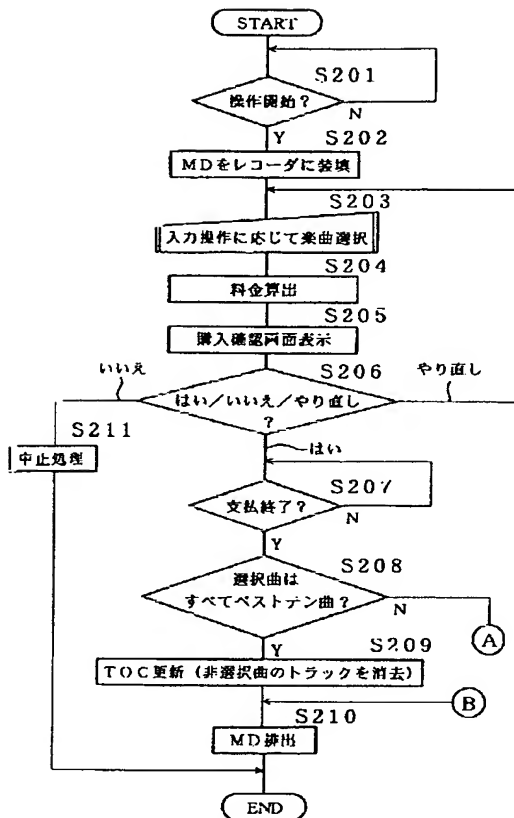 START
S201
操作開始?
N
Y
S202
MDをレコーダに装填
S203
入力操作に応じて楽曲選択
S204
料金算出
S205
購入確認画面表示
S206
いいえ
やり直し
はい/いいえ/やり直し
?
S211
はい
中止処理
S207
支払終了?
N
Y
S208
選択曲は
すべてベストテン曲?
N
A
Y
S209
TOC更新(非選択曲のトラックを消去)
B
S210
MD排出
END